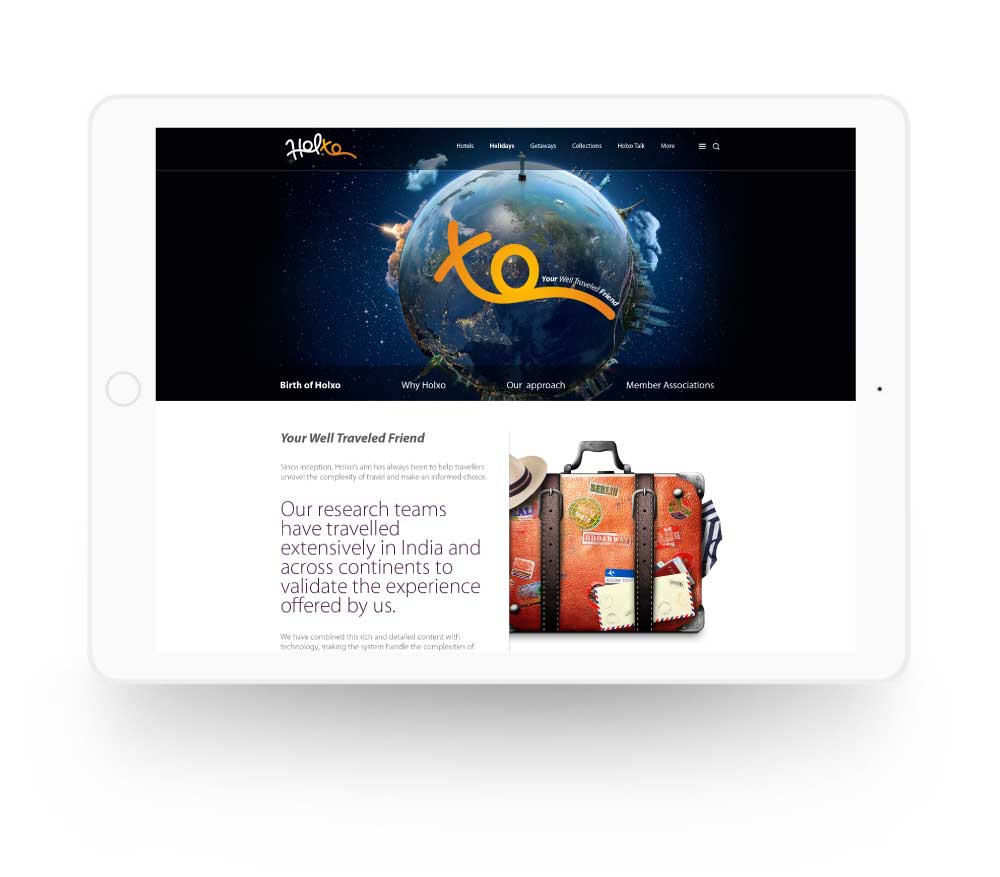 Holxo
Hotels Holidays Getaways Collections Holxo Talk More
xo
Your Well Traveled Friend
Birth of Holxo Why Holxo Our approach Member Associations
Your Well Traveled Friend
Since inception, Holxo's aim has always been to help travellers
unravel the complexity of travel and make an informed choice.
Our research teams
have travelled
extensively in India and
across continents to
validate the experience
offered by us.
We have combined this rich and detailed content with
technology, making the system handle the complexities of
BERLIN
BROADWAY